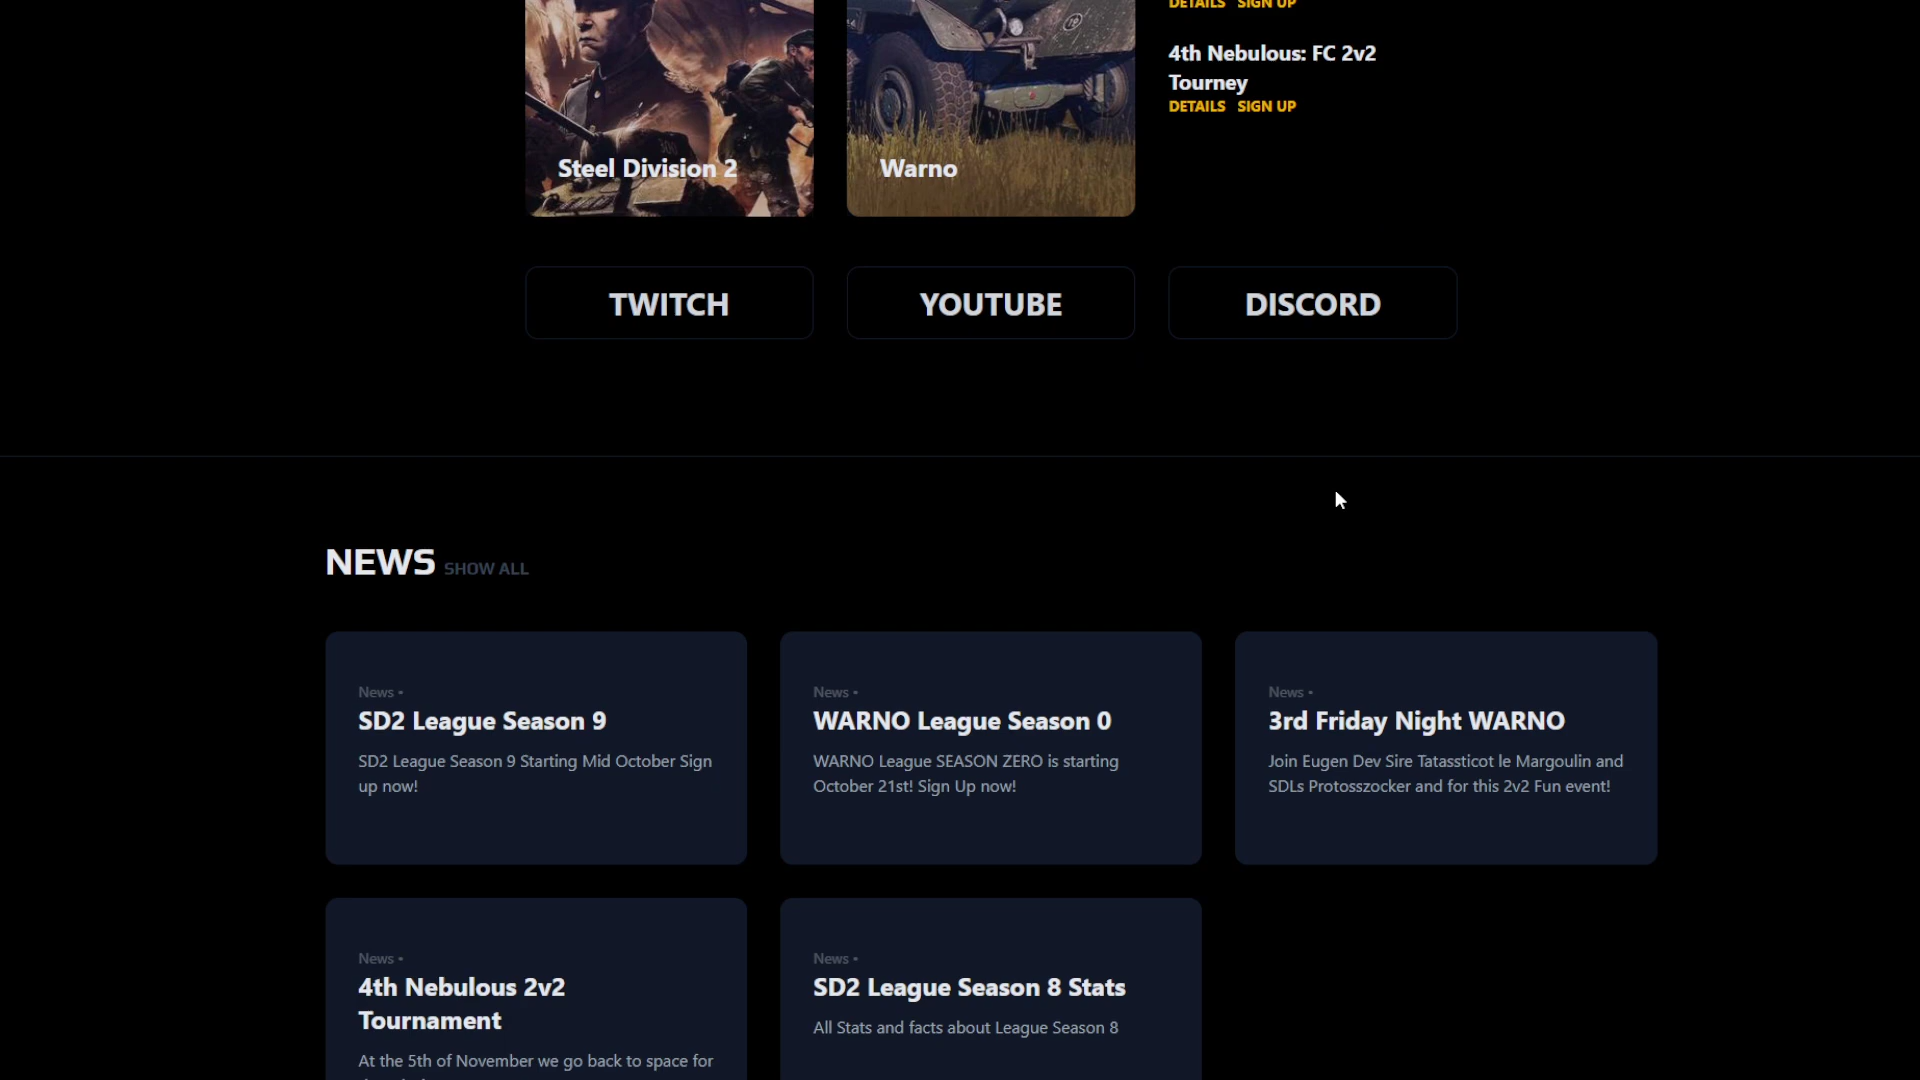 DETAILS SIGN UP
4th Nebulous: FC 2v2
Tourney
DETAILS SIGN UP
Steel Division 2
Warno
TWITCH
YOUTUBE
DISCORD
NEWS SHOW ALL
News •
SD2 League Season 9
SD2 League Season 9 Starting Mid October Sign
up now!
News •
WARNO League Season 0
WARNO League SEASON ZERO is starting
October 21st! Sign Up now!
News •
3rd Friday Night WARNO
Join Eugen Dev Sire Tatassticot le Margoulin and
SDLs Protosszocker and for this 2v2 Fun event!
News •
4th Nebulous 2v2
Tournament
At the 5th of November we go back to space for
News •
SD2 League Season 8 Stats
All Stats and facts about League Season 8